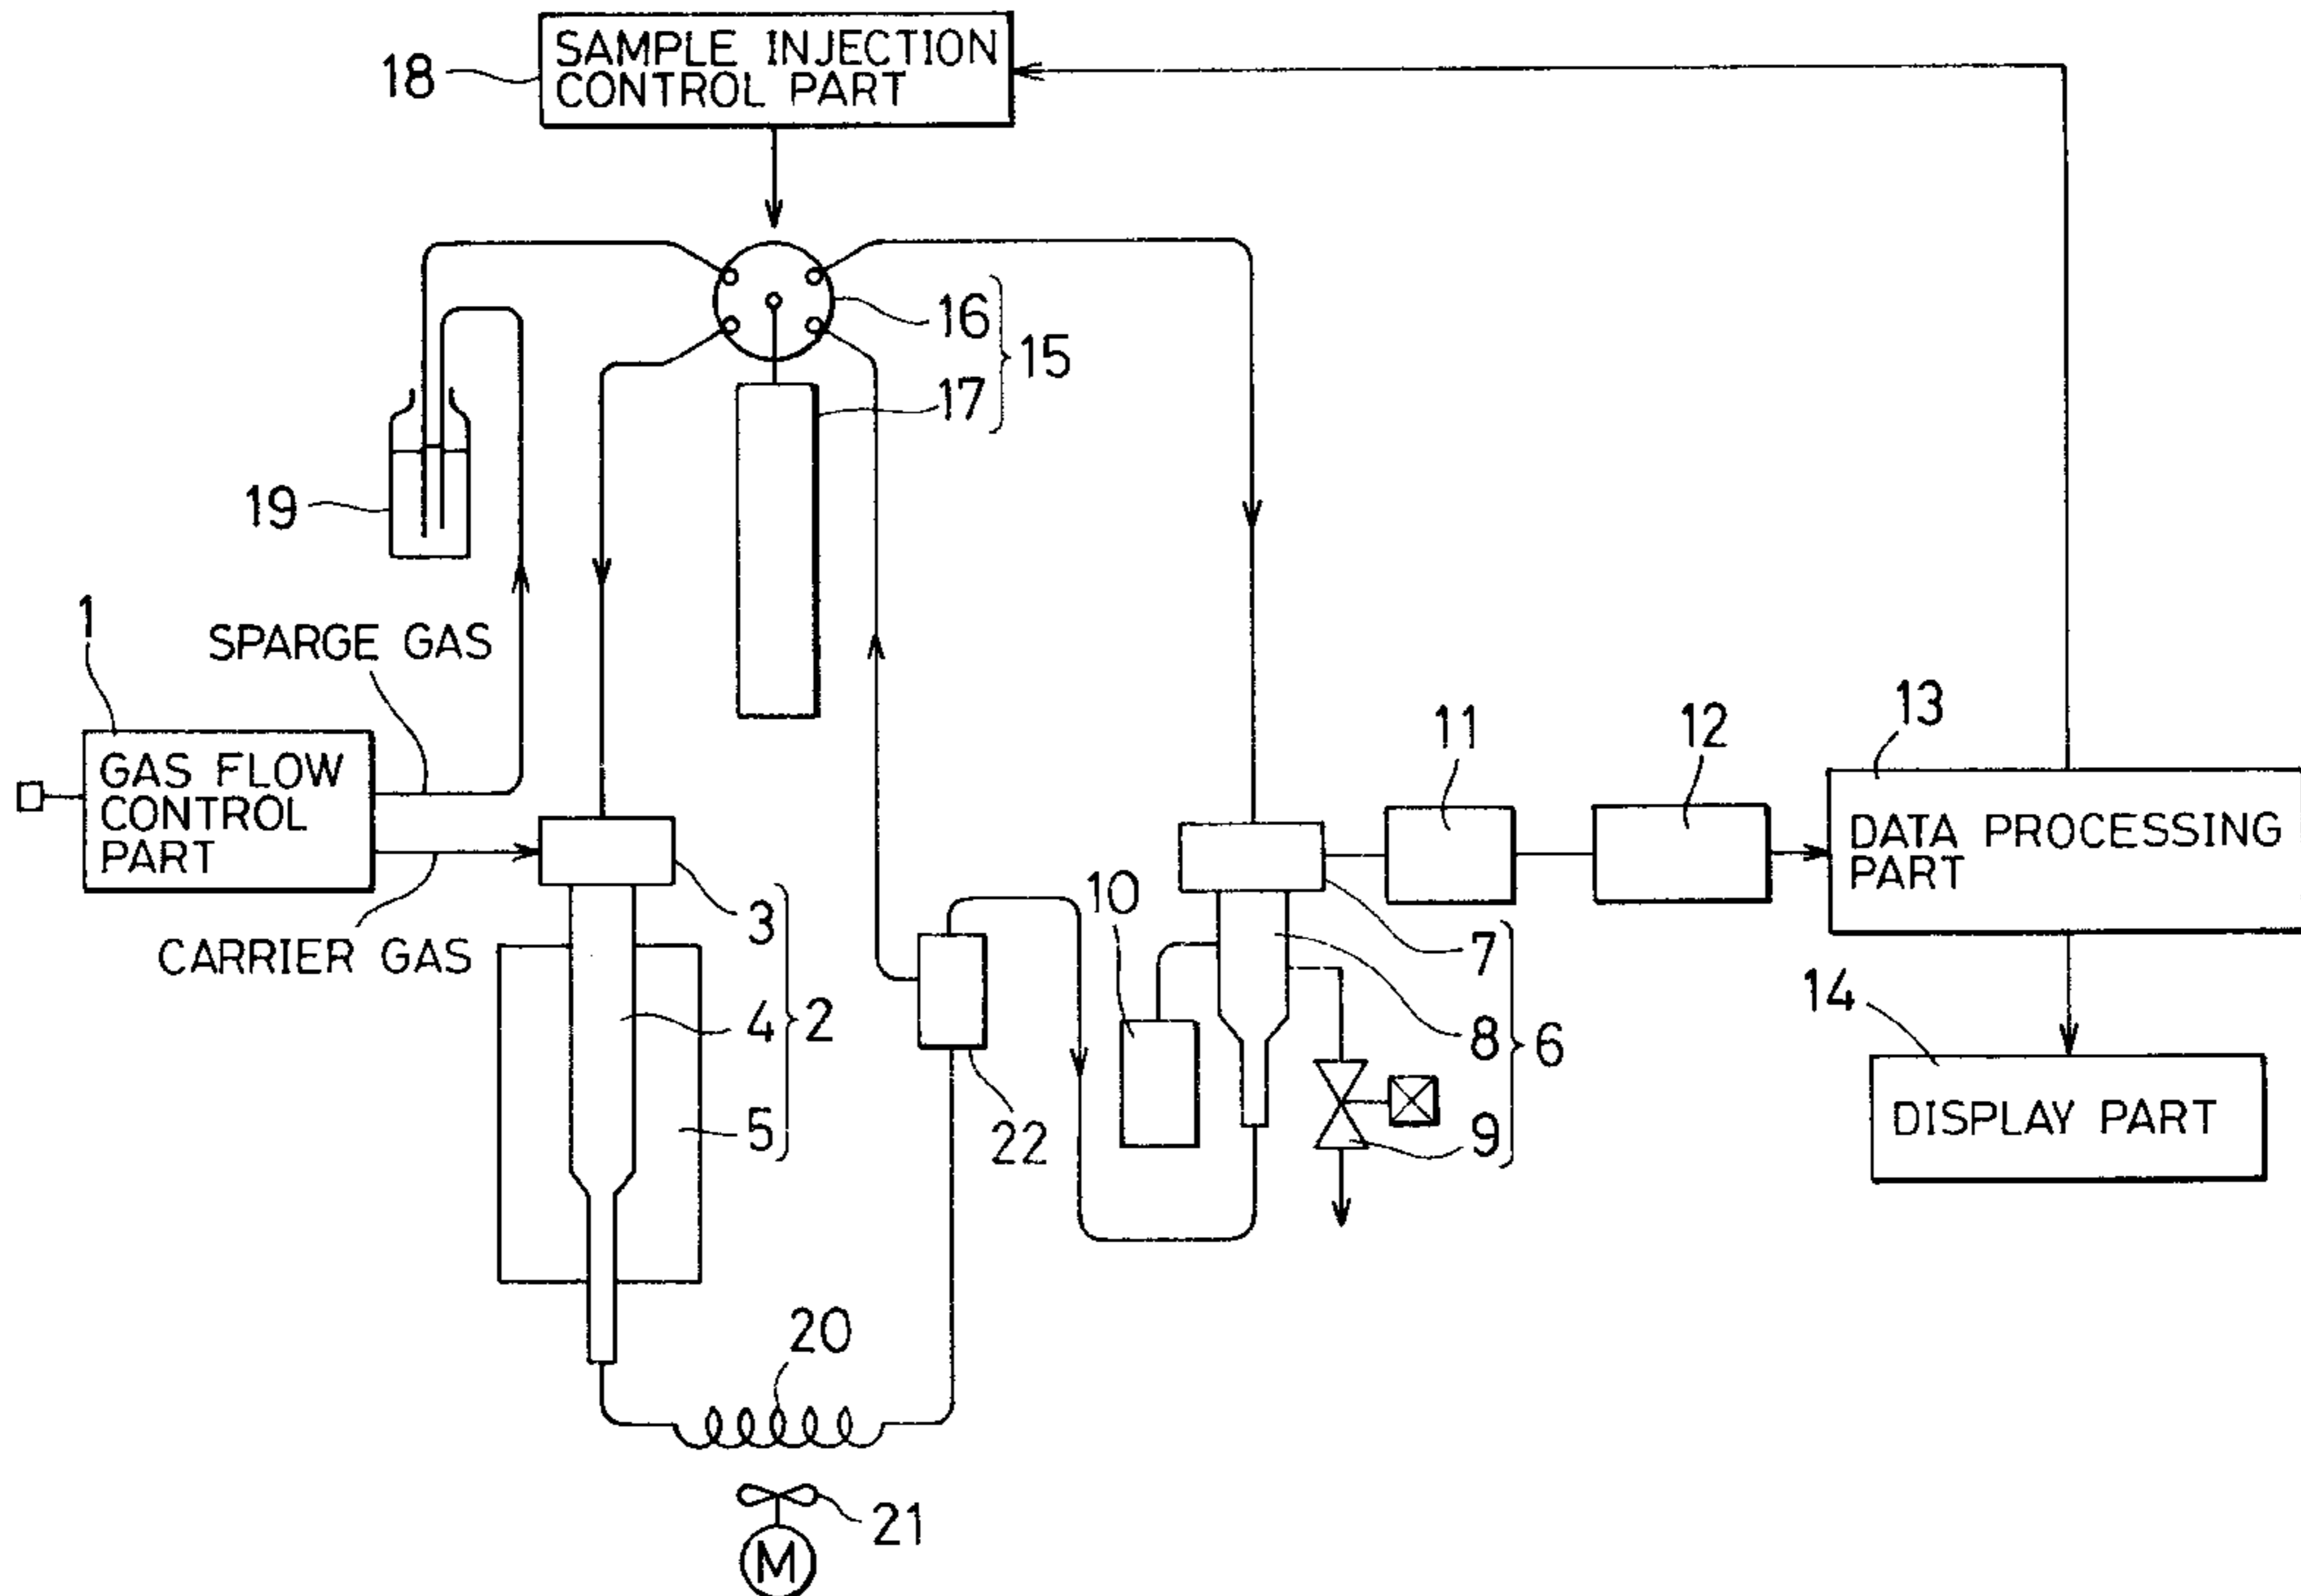 SAMPLE INJECTION
CONTROL PART
18
16
15
17
19
1
SPARGE GAS
GAS FLOW
CONTROL
PART
CARRIER GAS
3
4
2
5
22
10
11
12
13
DATA PROCESSING
PART
7
8
6
9
14
DISPLAY PART
20
21
M